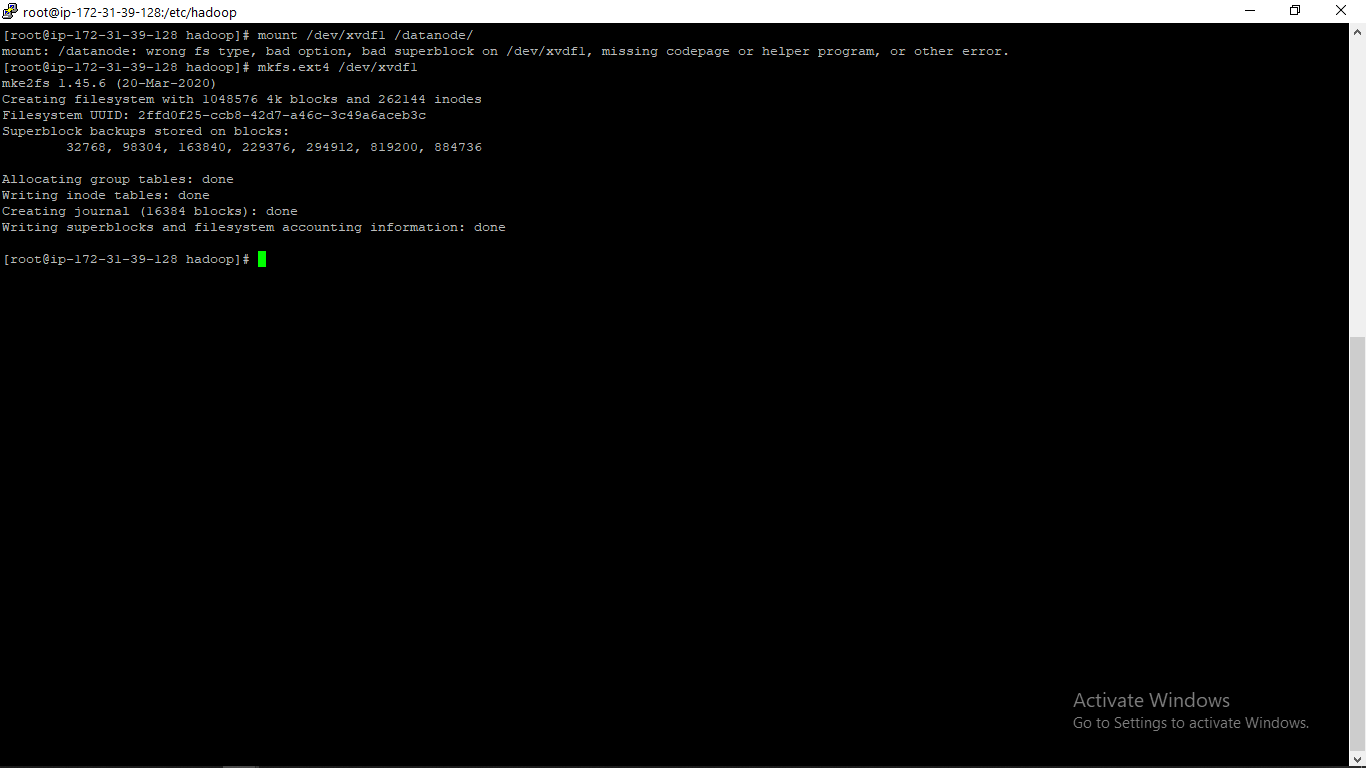 root@ip-172-31-39-128:/etc/hadoop
[root@ip-172-31-39-128 hadoop]# mount /dev/xvdf1 /datanode/
mount: /datanode: wrong fs type, bad option, bad superblock on /dev/xvdf1, missing codepage or helper program, or other error.
[root@ip-172-31-39-128 hadoop]# mkfs.ext4 /dev/xvdf1
mke2fs 1.45.6 (20-Mar-2020)
Creating filesystem with 1048576 4k blocks and 262144 inodes
Filesystem UUID: 2ffd0f25-ccb8-42d7-a46c-3c49a6aceb3c
Superblock backups stored on blocks:
32768, 98304, 163840, 229376, 294912, 819200, 884736
Allocating group tables: done
Writing inode tables: done
Creating journal (16384 blocks): done
Writing superblocks and filesystem accounting information: done
[root@ip-172-31-39-128 hadoop]#
Activate Windows
Go to Settings to activate Windows.